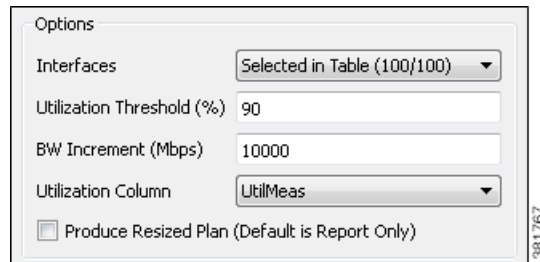 Options
Interfaces Selected in Table (100/100)
Utilization Threshold (%) 90
BW Increment (Mbps) 10000
Utilization Column UtilMeas
Produce Resized Plan (Default is Report Only)
381767